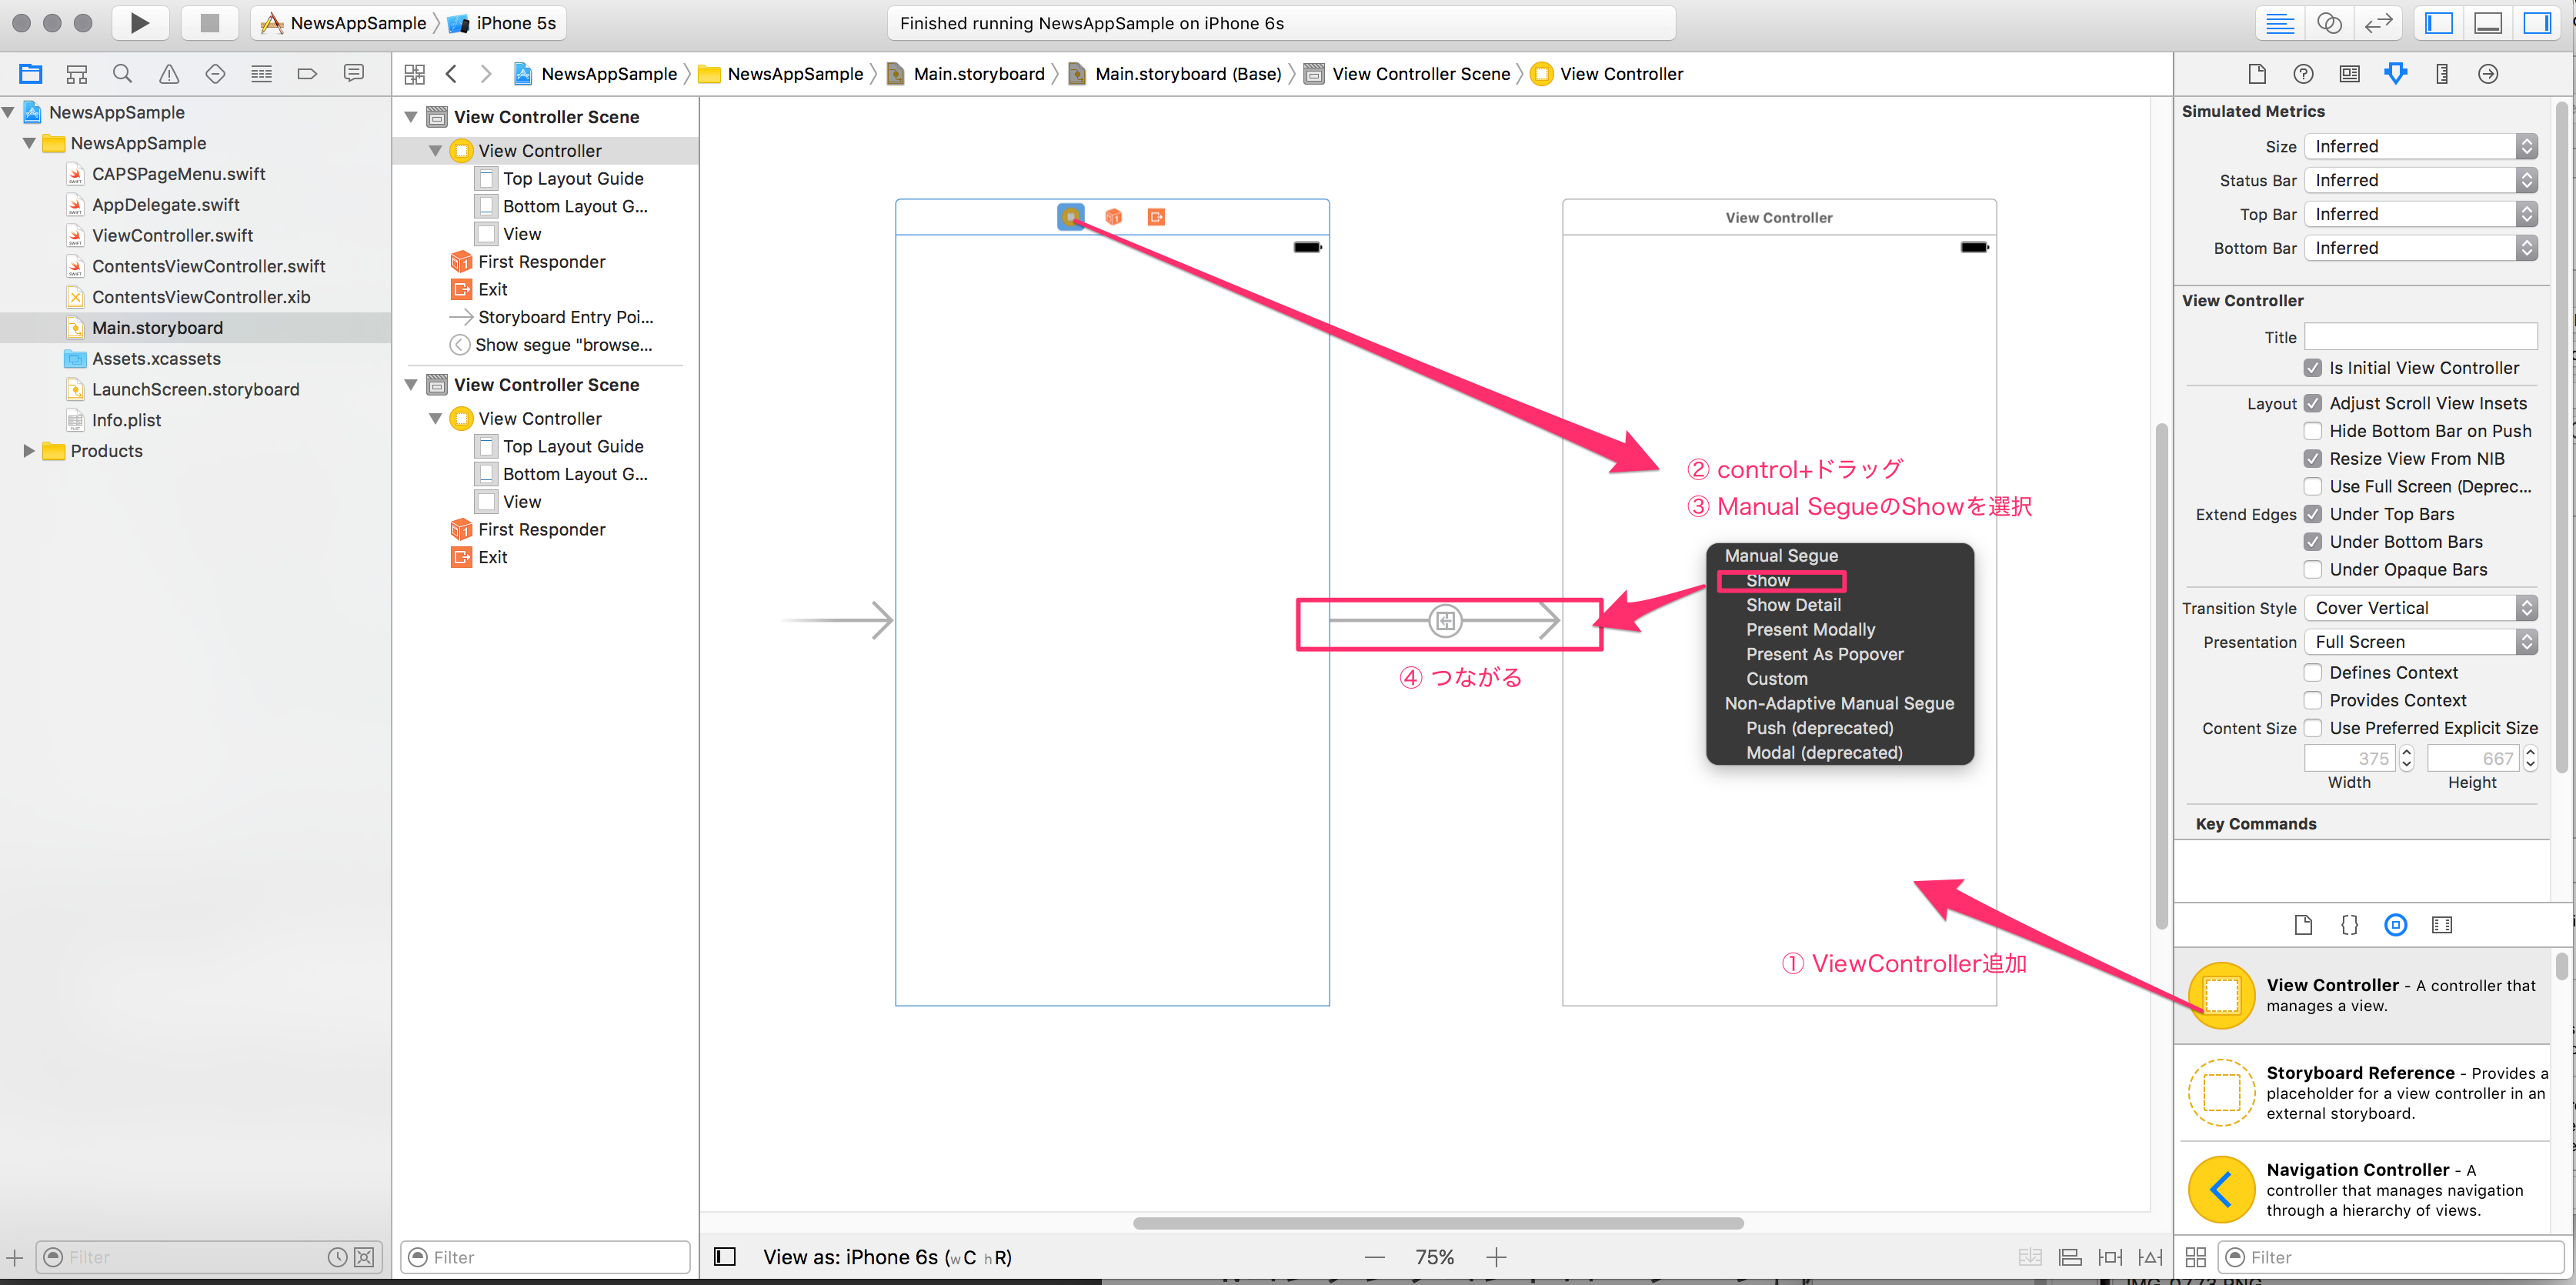 NewsAppSample
iPhone 5s
Finished running NewsAppSample on iPhone 6s
NewsAppSample
NewsAppSample
Main.storyboard
Main.storyboard (Base)
View Controller Scene
View Controller
NewsAppSample
NewsAppSample
CAPSPageMenu.swift
AppDelegate.swift
ViewController.swift
ContentsViewController.swift
ContentsViewController.xib
Main.storyboard
Assets.xcassets
LaunchScreen.storyboard
Info.plist
Products
Filter
View Controller Scene
View Controller
Top Layout Guide
Bottom Layout G...
View
First Responder
Exit
Storyboard Entry Poi...
Show segue "browse...
View Controller Scene
View Controller
Top Layout Guide
Bottom Layout G...
View
First Responder
Exit
Filter
View Controller
② control+ドラッグ
③ Manual SegueのShowを選択
Manual Segue
Show
Show Detail
Present Modally
Present As Popover
Custom
Non-Adaptive Manual Segue
Push (deprecated)
Modal (deprecated)
④ つながる
① ViewController追加
View as: iPhone 6s (wC hR)
75%
Simulated Metrics
Size Inferred
Status Bar Inferred
Top Bar Inferred
Bottom Bar Inferred
View Controller
Title
Is Initial View Controller
Layout Adjust Scroll View Insets
Hide Bottom Bar on Push
Resize View From NIB
Use Full Screen (Deprec...
Extend Edges Under Top Bars
Under Bottom Bars
Under Opaque Bars
Transition Style Cover Vertical
Presentation Full Screen
Defines Context
Provides Context
Content Size Use Preferred Explicit Size
375 667
Width Height
Key Commands
View Controller - A controller that
manages a view.
Storyboard Reference - Provides a
placeholder for a view controller in an
external storyboard.
Navigation Controller - A
controller that manages navigation
through a hierarchy of views.
Filter